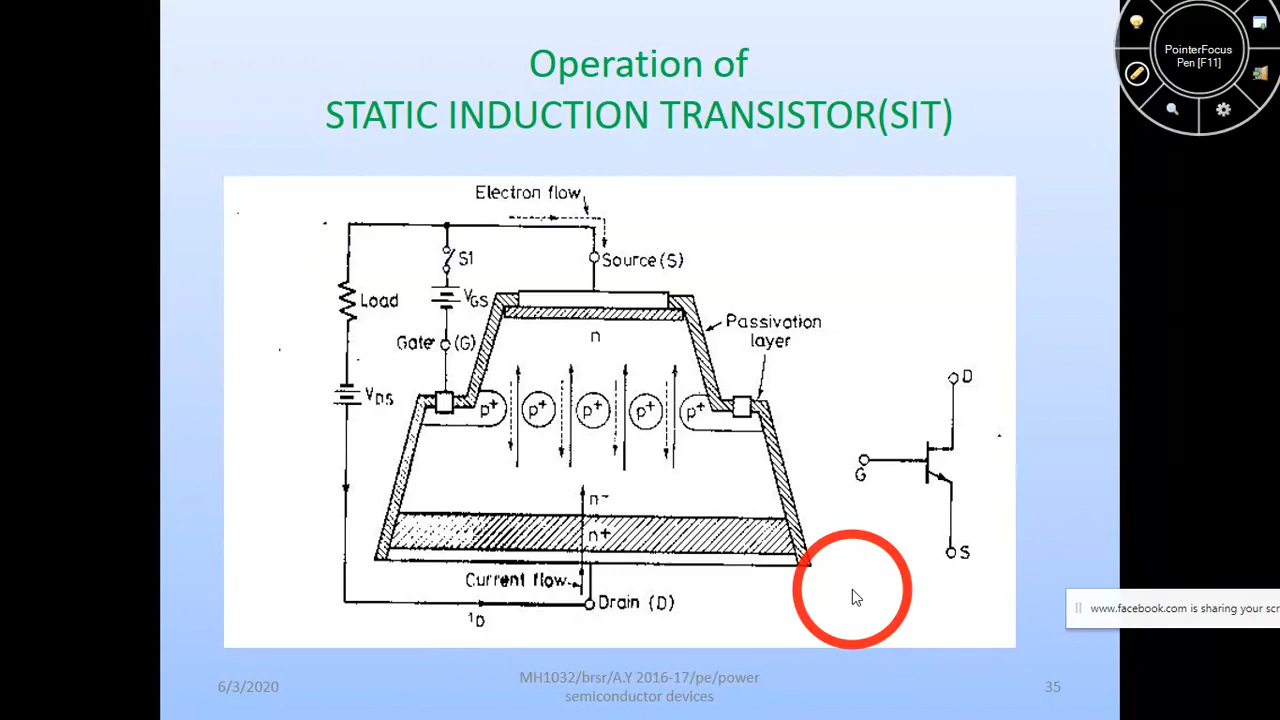 PointerFocus
Pen [F11]
Operation of
STATIC INDUCTION TRANSISTOR(SIT)
Electron flow
S1
Source (S)
Load
VGS
Passivation
layer
n
Gate (G)
VDS
p+ p+ p+ p+ p+
D
G
S
n-
n+
Current flow
Drain (D)
ID
www.facebook.com is sharing your scr
6/3/2020
MH1032/brsr/A.Y 2016-17/pe/power
semiconductor devices
35